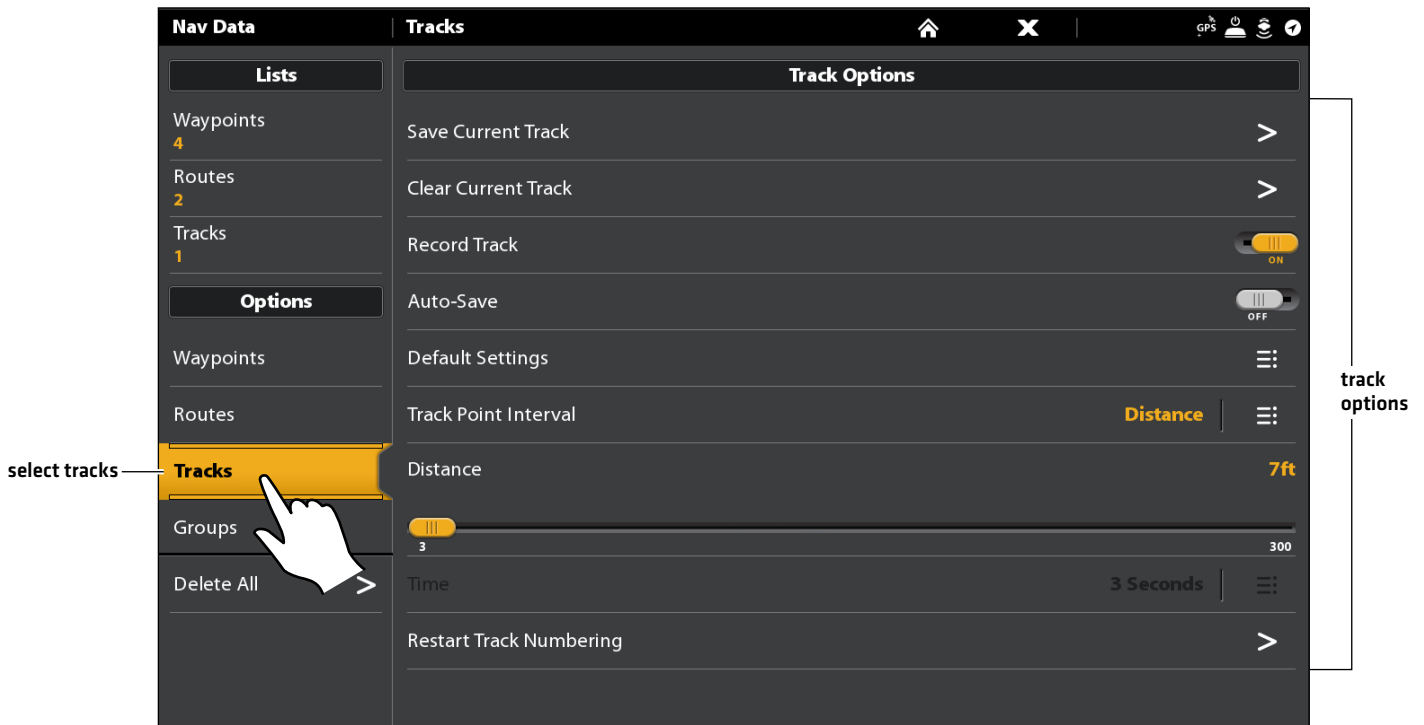 Nav Data
Tracks
GPS
Lists
Waypoints
4
Routes
2
Tracks
1
Options
Waypoints
Routes
Tracks
Groups
Delete All
Track Options
Save Current Track
Clear Current Track
Record Track
ON
Auto-Save
OFF
Default Settings
Track Point Interval Distance
Distance 7ft
3 300
Time 3 Seconds
Restart Track Numbering
select tracks
track
options